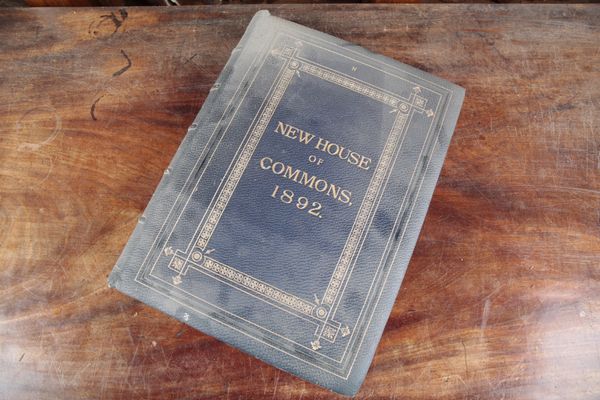 NEW HOUSE
OF
COMMONS,
1892.